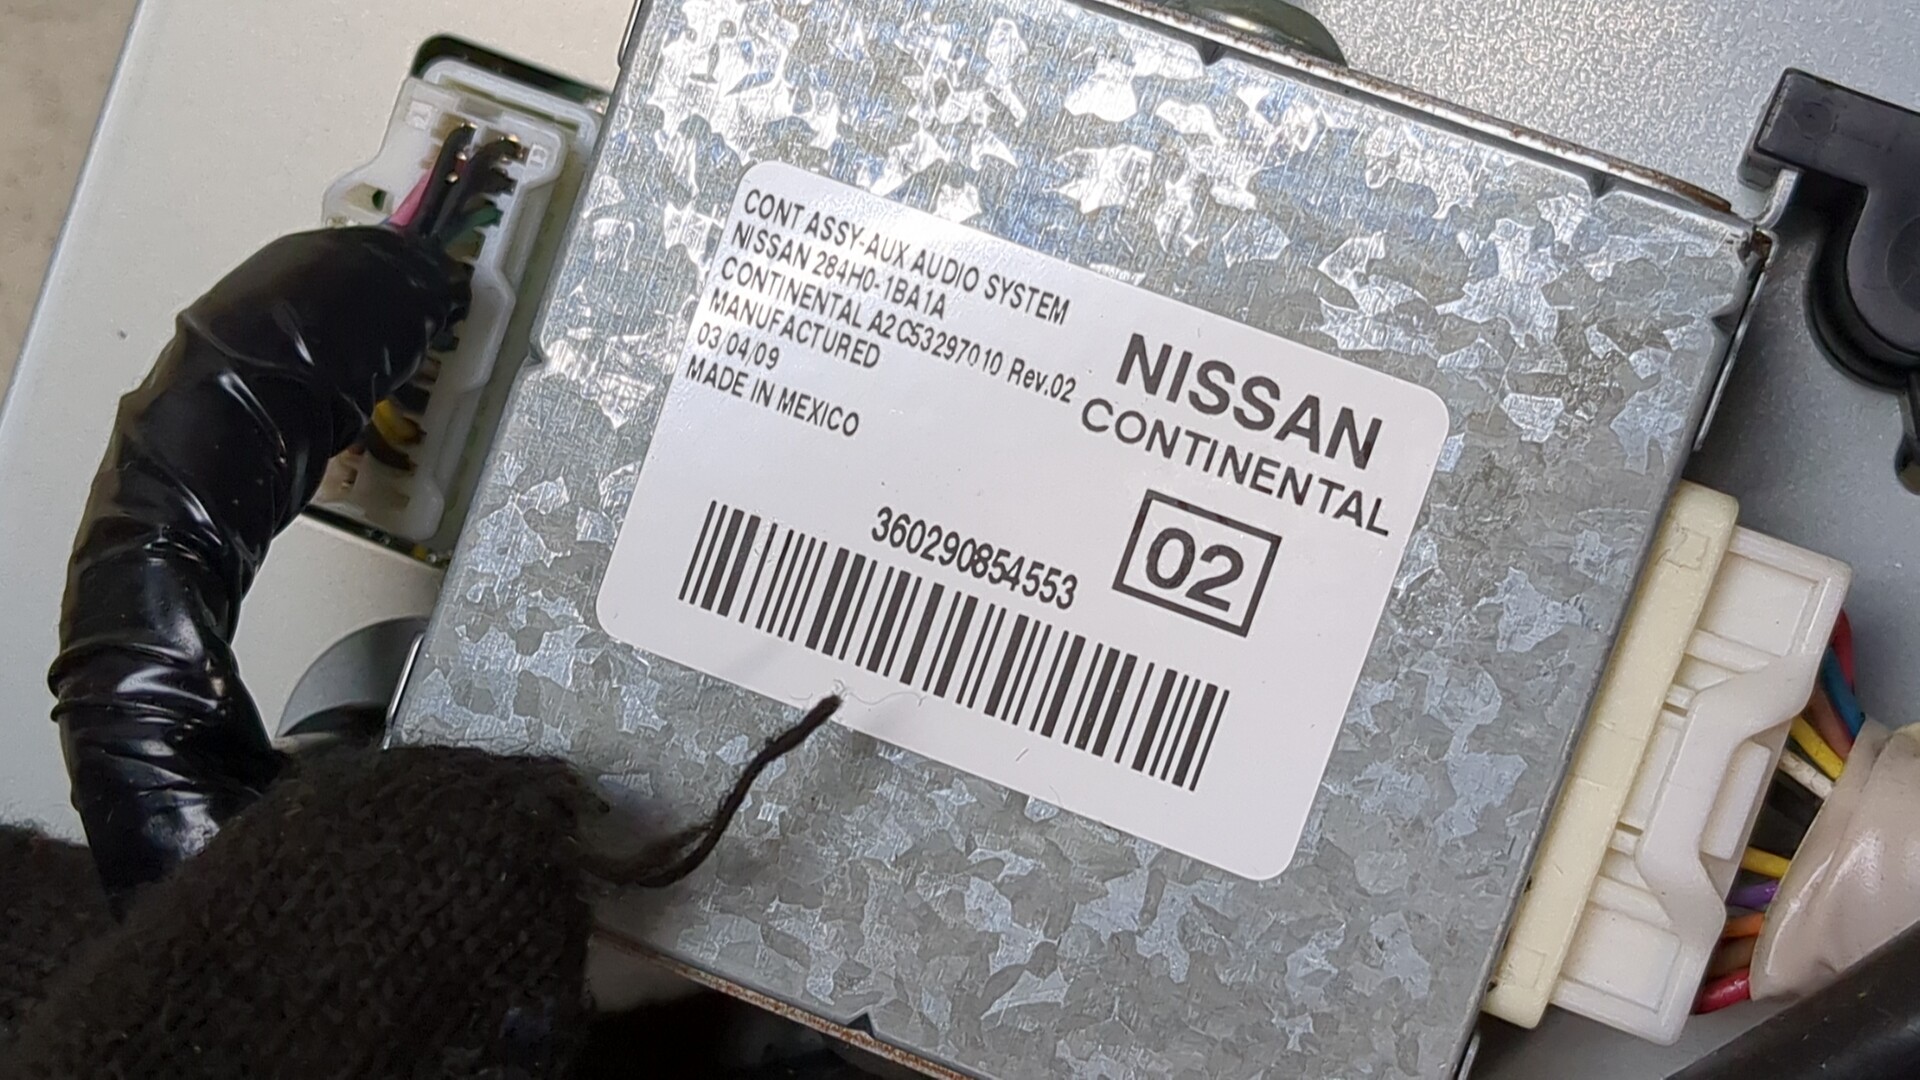 CONT ASSY-AUX AUDIO SYSTEM
NISSAN 284H0-1BA1A
CONTINENTAL A2C53297010 Rev.02
MANUFACTURED
03/04/09
MADE IN MEXICO
NISSAN
CONTINENTAL
02
360290854553